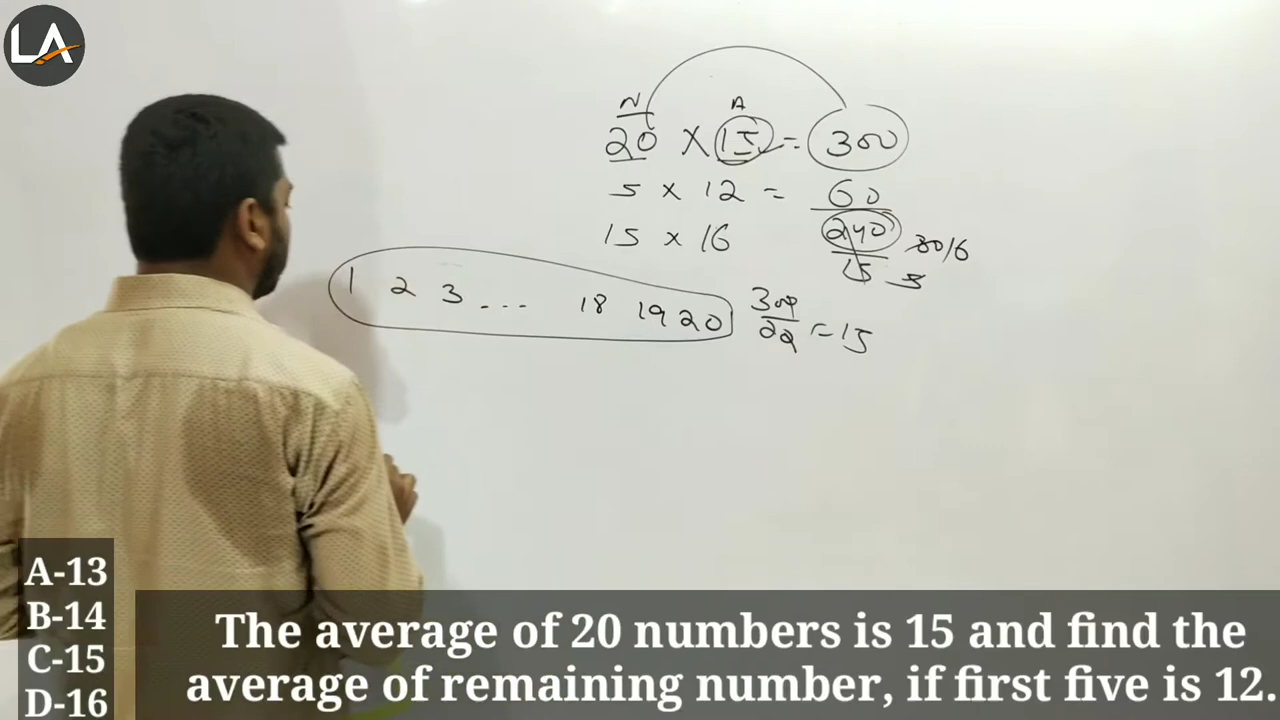 LA
N A
20 × 15 = 300
5 × 12 = 60
15 × 16 240
15
1 2 3 ... 18 19 20 300
= 15
A-13
B-14
C-15
D-16
The average of 20 numbers is 15 and find the
average of remaining number, if first five is 12.